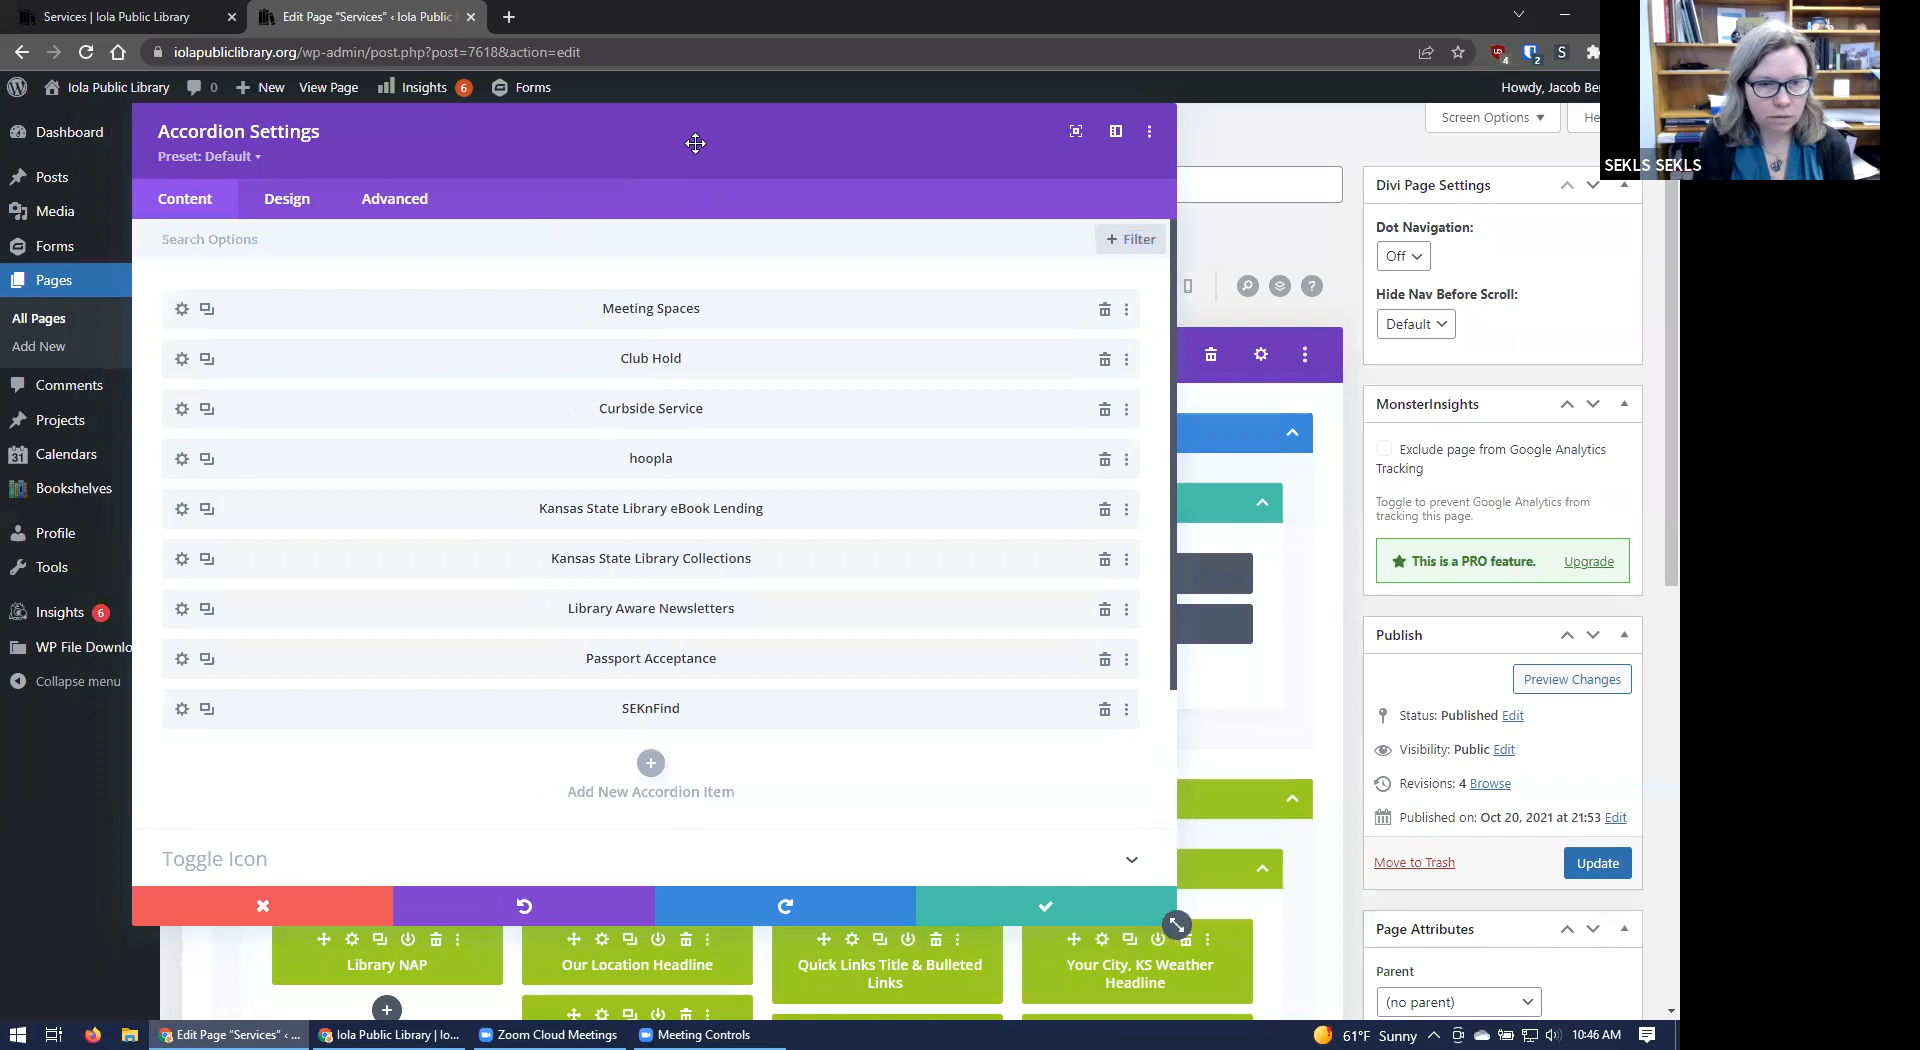 Services | Iola Public Library
Edit Page “Services” ‹ Iola Public
iolapubliclibrary.org/wp-admin/post.php?post=7618&action=edit
4
2
S
Iola Public Library
0
New
View Page
Insights
6
Forms
Howdy, Jacob Be
SEKLS SEKLS
Dashboard
Posts
Media
Forms
Pages
All Pages
Add New
Comments
Projects
31
Calendars
Bookshelves
Profile
Tools
Insights 6
WP File Downlo
Collapse menu
Accordion Settings
Preset: Default
Content
Design
Advanced
Search Options
+ Filter
Meeting Spaces
Club Hold
Curbside Service
hoopla
Kansas State Library eBook Lending
Kansas State Library Collections
Library Aware Newsletters
Passport Acceptance
SEKnFind
Add New Accordion Item
Toggle Icon
Library NAP
Our Location Headline
Quick Links Title & Bulleted
Links
Your City, KS Weather
Headline
Screen Options
He
Divi Page Settings
Dot Navigation:
Off
Hide Nav Before Scroll:
Default
MonsterInsights
Exclude page from Google Analytics
Tracking
Toggle to prevent Google Analytics from
tracking this page.
This is a PRO feature.
Upgrade
Publish
Preview Changes
Status: Published Edit
Visibility: Public Edit
Revisions: 4 Browse
Published on: Oct 20, 2021 at 21:53 Edit
Move to Trash
Update
Page Attributes
Parent
(no parent)
Edit Page “Services” ‹ ...
Iola Public Library | Io...
Zoom Cloud Meetings
Meeting Controls
61°F Sunny
10:46 AM